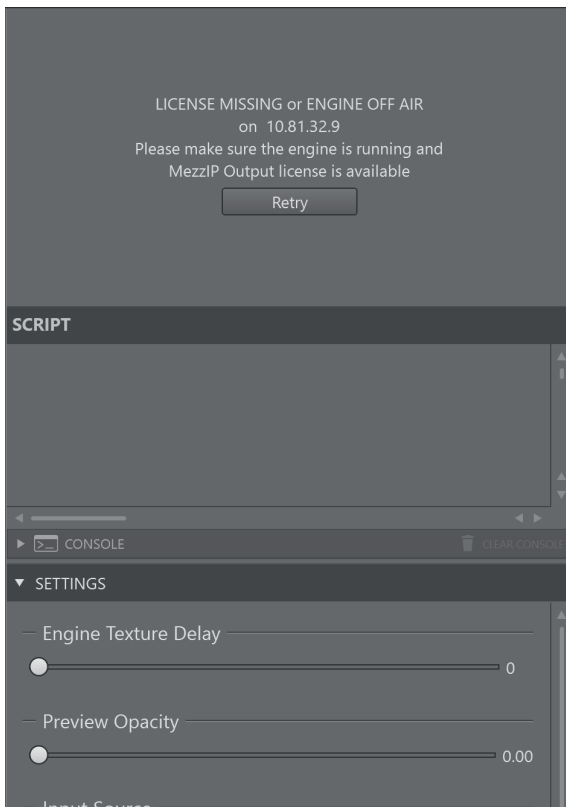 LICENSE MISSING or ENGINE OFF AIR
on 10.81.32.9
Please make sure the engine is running and
MezzIP Output license is available
Retry
SCRIPT
CONSOLE
CLEAR CONSOLE
SETTINGS
Engine Texture Delay
0
Preview Opacity
0.00
Input Source